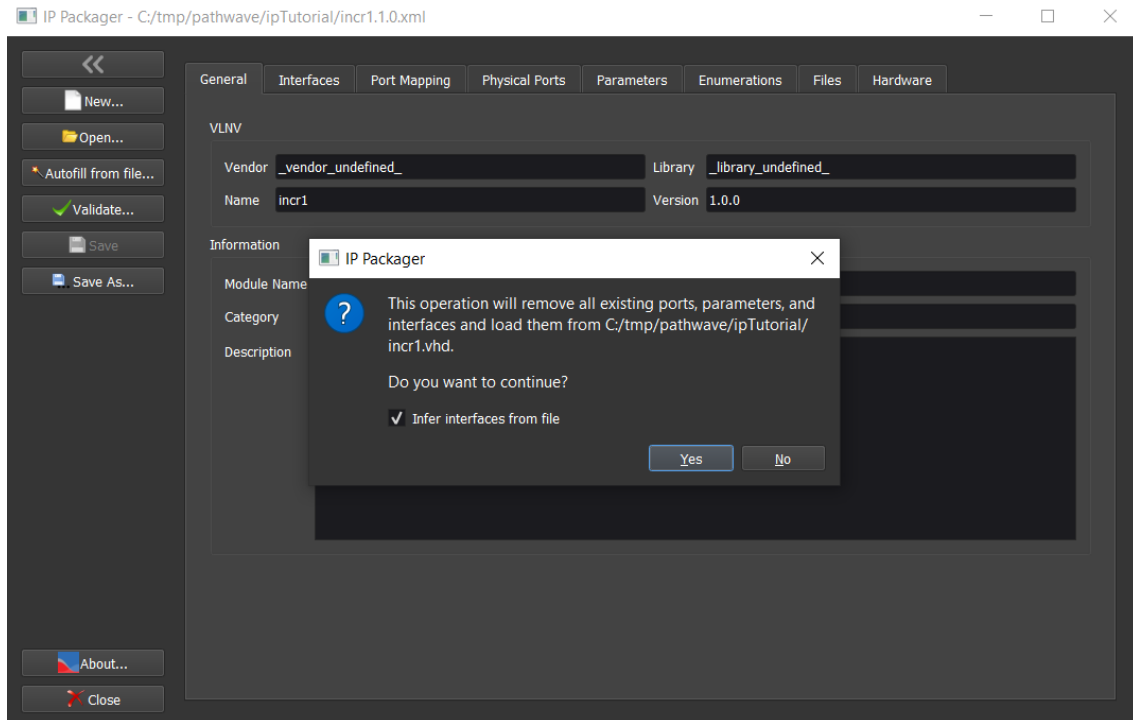 IP Packager - C:/tmp/pathwave/ipTutorial/incr1.1.0.xml
New...
Open...
Autofill from file...
Validate...
Save
Save As...
About...
Close
General Interfaces Port Mapping Physical Ports Parameters Enumerations Files Hardware
VLNV
Vendor _vendor_undefined_ Library _library_undefined_
Name incr1 Version 1.0.0
Information
Module Name
Category
Description
IP Packager
This operation will remove all existing ports, parameters, and
interfaces and load them from C:/tmp/pathwave/ipTutorial/
incr1.vhd.
Do you want to continue?
Infer interfaces from file
Yes No